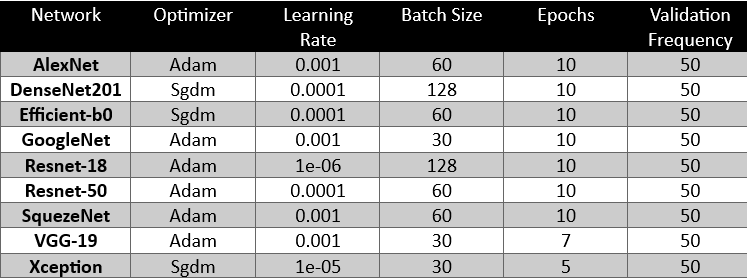 Network Optimizer Learning Rate Batch Size Epochs Validation Frequency
AlexNet Adam 0.001 60 10 50
DenseNet201 Sgdm 0.0001 128 10 50
Efficient-b0 Sgdm 0.0001 60 10 50
GoogleNet Adam 0.001 30 10 50
Resnet-18 Adam 1e-06 128 10 50
Resnet-50 Adam 0.0001 60 10 50
SquezeNet Adam 0.001 60 10 50
VGG-19 Adam 0.001 30 7 50
Xception Sgdm 1e-05 30 5 50